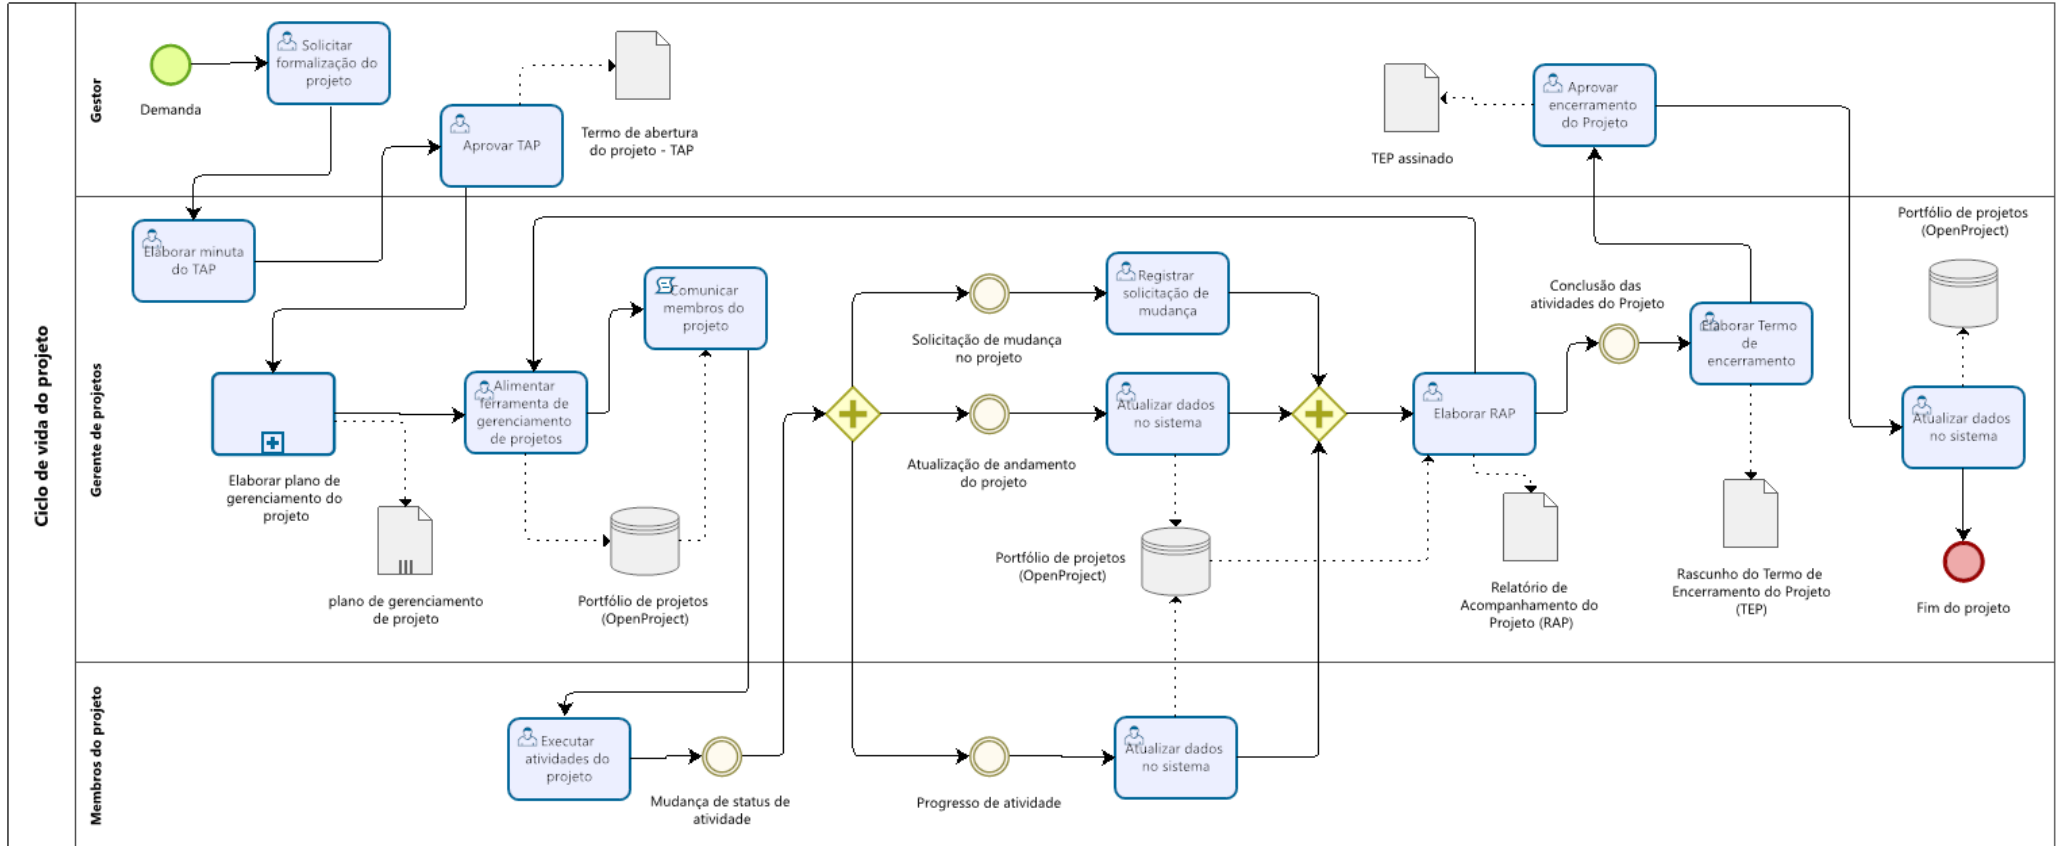 Ciclo de vida do projeto
Gestor
Demanda
Solicitar
formalização do
projeto
Aprovar TAP
Termo de abertura
do projeto - TAP
TEP assinado
Aprovar
encerramento
do Projeto
Gerente de projetos
Elaborar minuta
do TAP
Elaborar plano de
gerenciamento do
projeto
plano de gerenciamento
de projeto
Alimentar
ferramenta de
gerenciamento
de projetos
Comunicar
membros do
projeto
Portfólio de projetos
(OpenProject)
Solicitação de mudança
no projeto
Registrar
solicitação de
mudança
Atualização de andamento
do projeto
Atualizar dados
no sistema
Portfólio de projetos
(OpenProject)
Elaborar RAP
Relatório de
Acompanhamento do
Projeto (RAP)
Conclusão das
atividades do Projeto
Elaborar Termo
de
encerramento
Rascunho do Termo de
Encerramento do Projeto
(TEP)
Portfólio de projetos
(OpenProject)
Atualizar dados
no sistema
Fim do projeto
Membros do projeto
Executar
atividades do
projeto
Mudança de status de
atividade
Progresso de atividade
Atualizar dados
no sistema